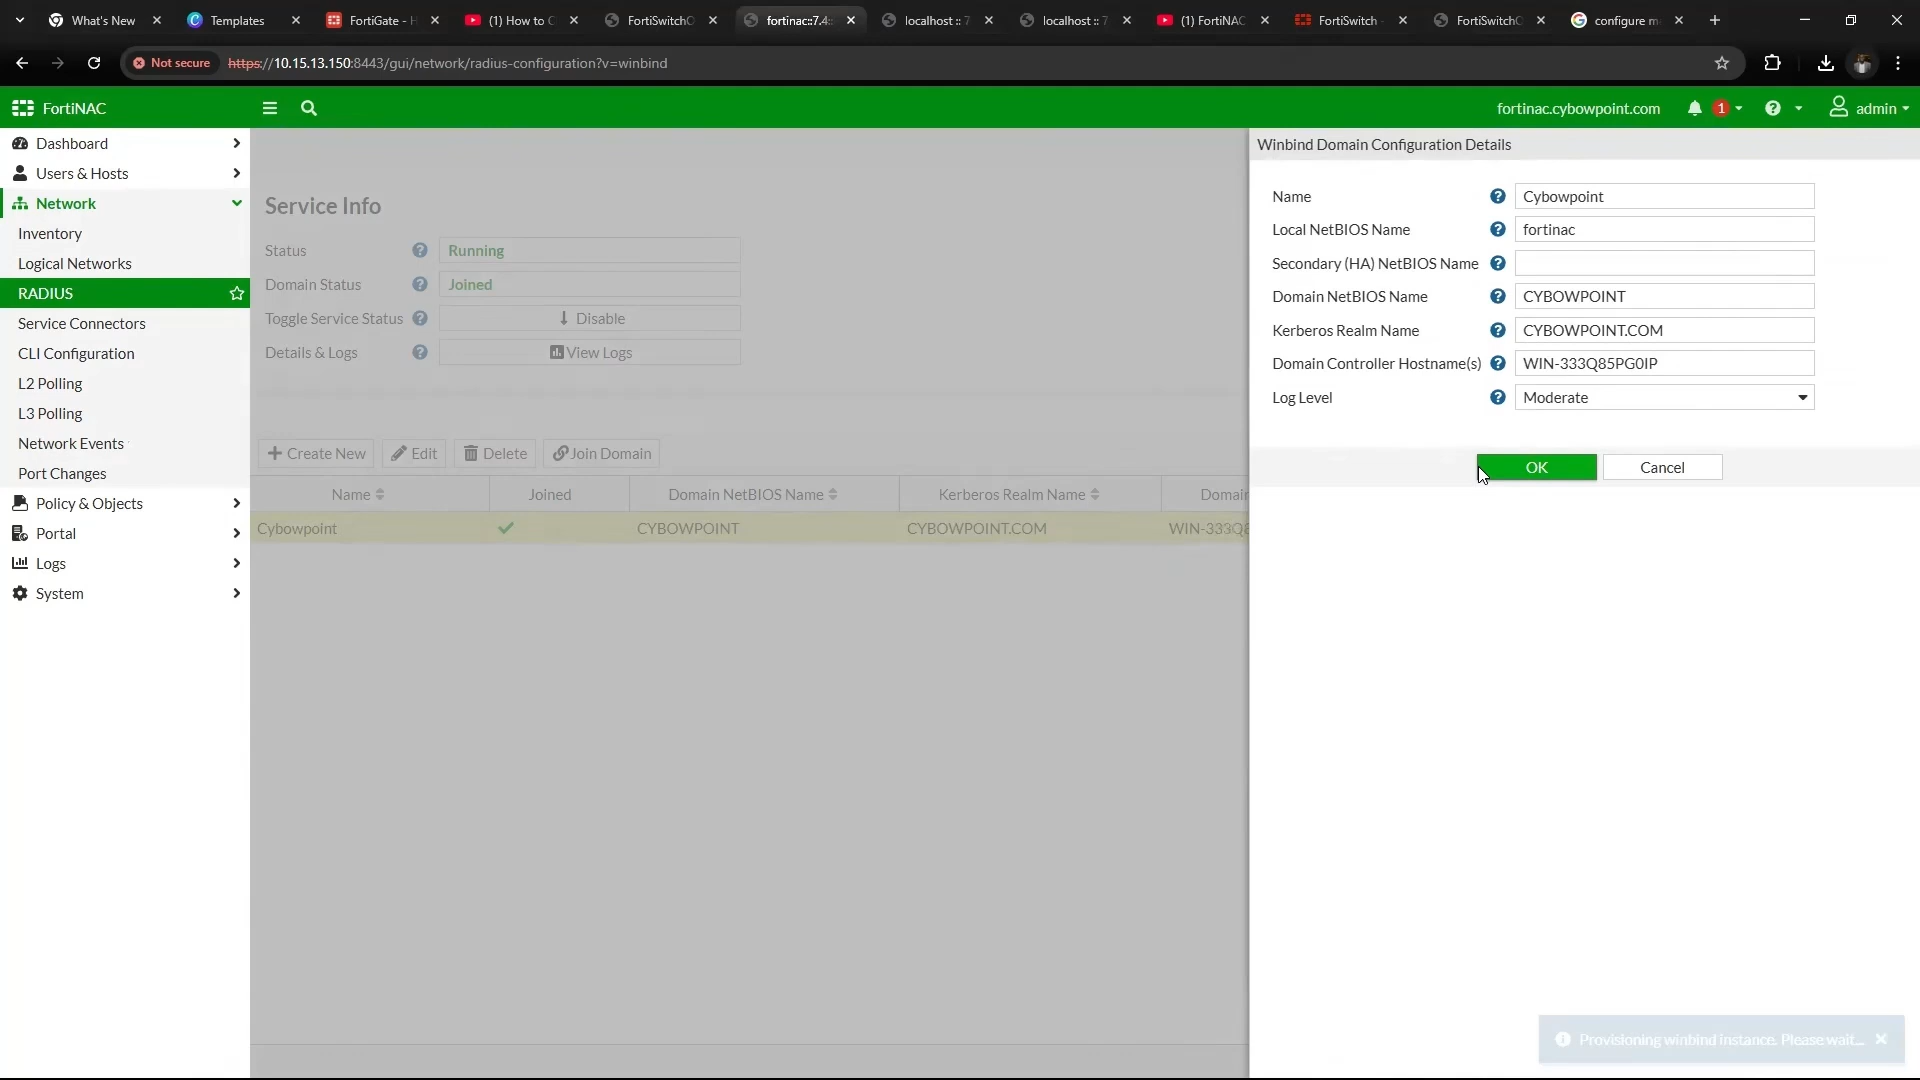 What's New
Templates
FortiGate - H
(1) How to C
FortiSwitchO
fortinac::7.4::
localhost :: 7
localhost :: 7
(1) FortiNAC
FortiSwitch -
FortiSwitchO
configure m
Not secure
https://10.15.13.150:8443/gui/network/radius-configuration?v=winbind
FortiNAC
fortinac.cybowpoint.com
1
admin
Dashboard
Users & Hosts
Network
Inventory
Logical Networks
RADIUS
Service Connectors
CLI Configuration
L2 Polling
L3 Polling
Network Events
Port Changes
Policy & Objects
Portal
Logs
System
Service Info
Status Running
Domain Status Joined
Toggle Service Status Disable
Details & Logs View Logs
Create New Edit Delete Join Domain
Name Joined Domain NetBIOS Name Kerberos Realm Name Domain
Cybowpoint CYBOWPOINT CYBOWPOINT.COM WIN-333Q8
Winbind Domain Configuration Details
Name Cybowpoint
Local NetBIOS Name fortinac
Secondary (HA) NetBIOS Name
Domain NetBIOS Name CYBOWPOINT
Kerberos Realm Name CYBOWPOINT.COM
Domain Controller Hostname(s) WIN-333Q85PG0IP
Log Level Moderate
OK Cancel
Provisioning winbind instance. Please wait...